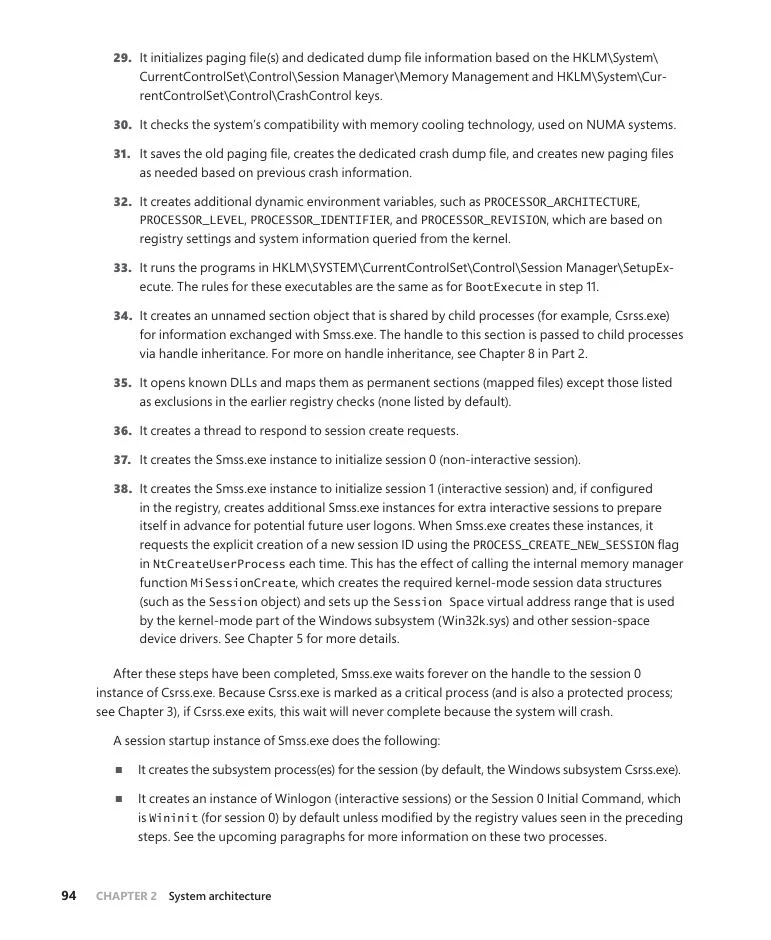 29. It initializes paging file(s) and dedicated dump file information based on the HKLM\System\
CurrentControlSet\Control\Session Manager\Memory Management and HKLM\System\Cur-
rentControlSet\Control\CrashControl keys.
30. It checks the system's compatibility with memory cooling technology, used on NUMA systems.
31. It saves the old paging file, creates the dedicated crash dump file, and creates new paging files
as needed based on previous crash information.
32. It creates additional dynamic environment variables, such as PROCESSOR_ARCHITECTURE,
PROCESSOR_LEVEL, PROCESSOR_IDENTIFIER, and PROCESSOR_REVISION, which are based on
registry settings and system information queried from the kernel.
33. It runs the programs in HKLM\SYSTEM\CurrentControlSet\Control\Session Manager\SetupEx-
ecute. The rules for these executables are the same as for BootExecute in step 11.
34. It creates an unnamed section object that is shared by child processes (for example, Csrss.exe)
for information exchanged with Smss.exe. The handle to this section is passed to child processes
via handle inheritance. For more on handle inheritance, see Chapter 8 in Part 2.
35. It opens known DLLs and maps them as permanent sections (mapped files) except those listed
as exclusions in the earlier registry checks (none listed by default).
36. It creates a thread to respond to session create requests.
37. It creates the Smss.exe instance to initialize session 0 (non-interactive session).
38. It creates the Smss.exe instance to initialize session 1 (interactive session) and, if configured
in the registry, creates additional Smss.exe instances for extra interactive sessions to prepare
itself in advance for potential future user logons. When Smss.exe creates these instances, it
requests the explicit creation of a new session ID using the PROCESS_CREATE_NEW_SESSION flag
in NtCreateUserProcess each time. This has the effect of calling the internal memory manager
function MiSessionCreate, which creates the required kernel-mode session data structures
(such as the Session object) and sets up the Session Space virtual address range that is used
by the kernel-mode part of the Windows subsystem (Win32k.sys) and other session-space
device drivers. See Chapter 5 for more details.
After these steps have been completed, Smss.exe waits forever on the handle to the session 0
instance of Csrss.exe. Because Csrss.exe is marked as a critical process (and is also a protected process;
see Chapter 3), if Csrss.exe exits, this wait will never complete because the system will crash.
A session startup instance of Smss.exe does the following:
■ It creates the subsystem process(es) for the session (by default, the Windows subsystem Csrss.exe).
■ It creates an instance of Winlogon (interactive sessions) or the Session 0 Initial Command, which
is Wininit (for session 0) by default unless modified by the registry values seen in the preceding
steps. See the upcoming paragraphs for more information on these two processes.
94 CHAPTER 2 System architecture